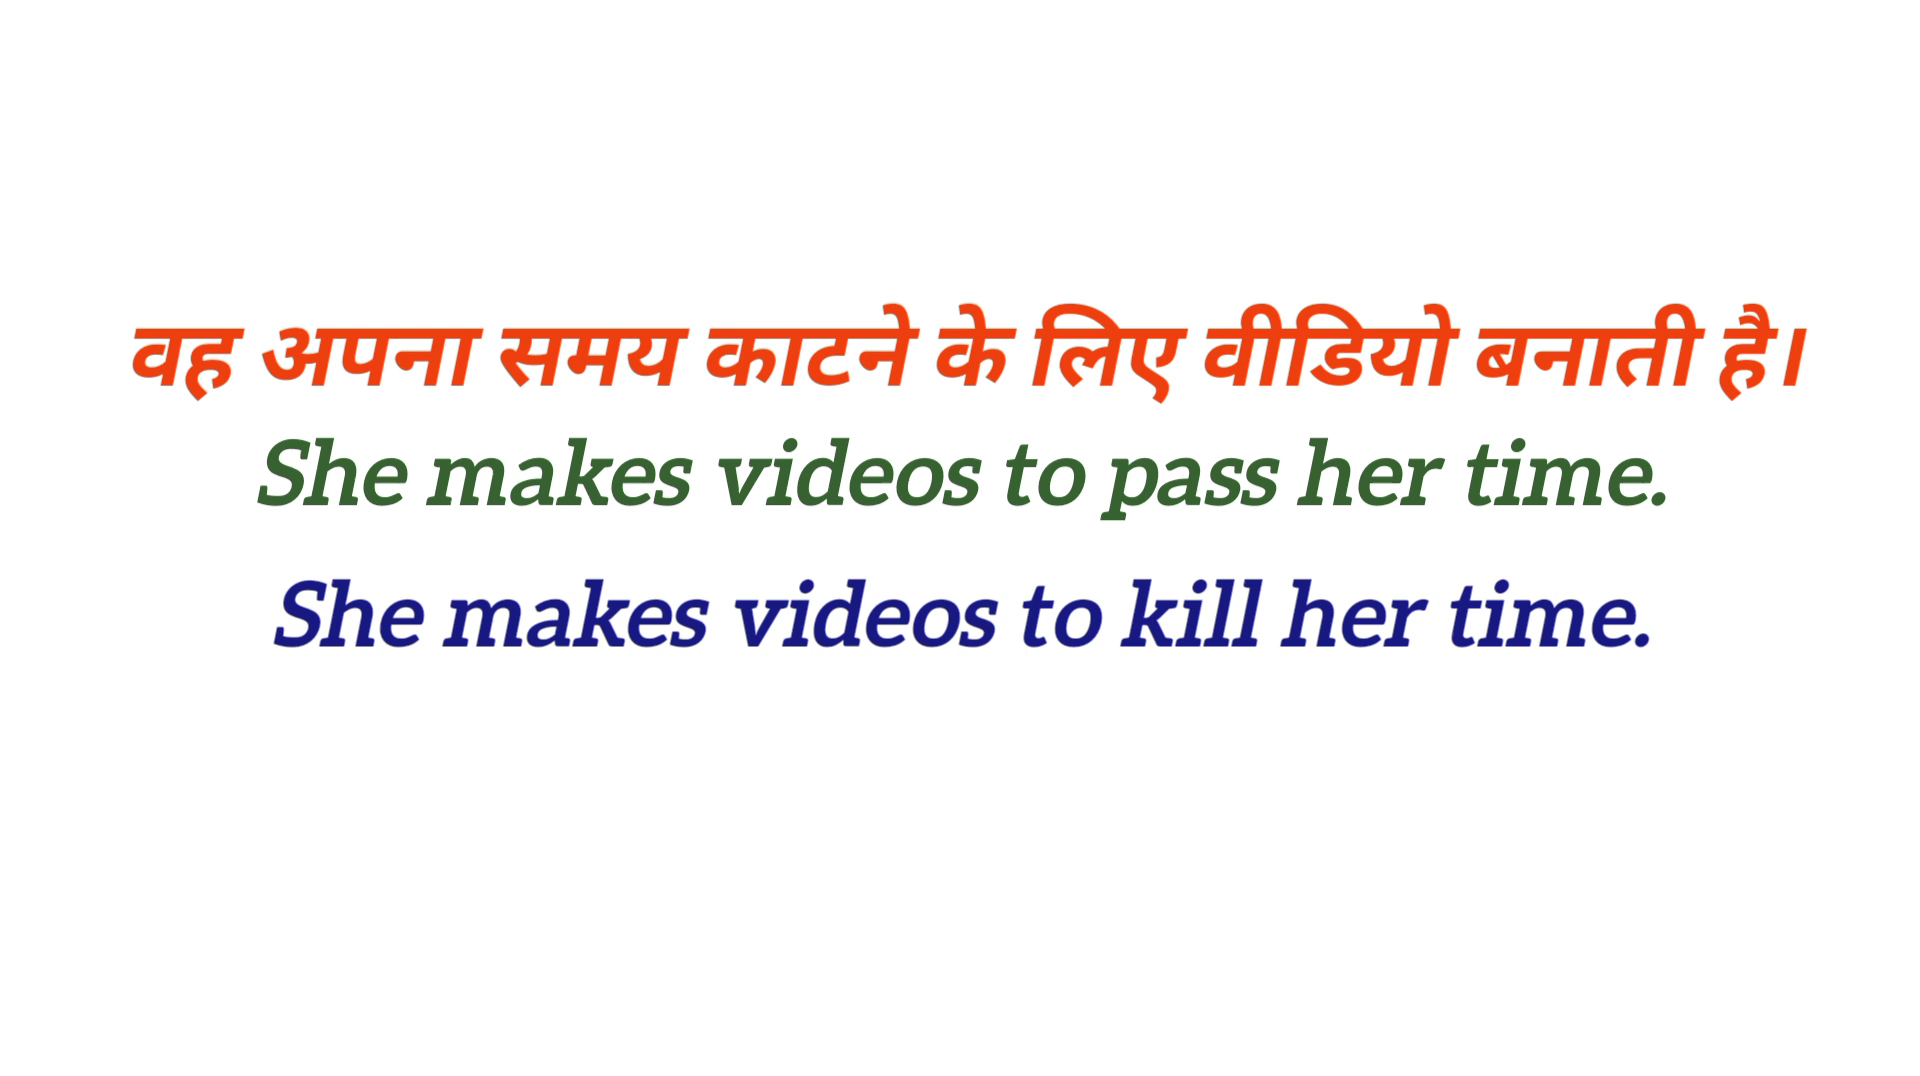 वह अपना समय काटने के लिए वीडियो बनाती है।
She makes videos to pass her time.
She makes videos to kill her time.